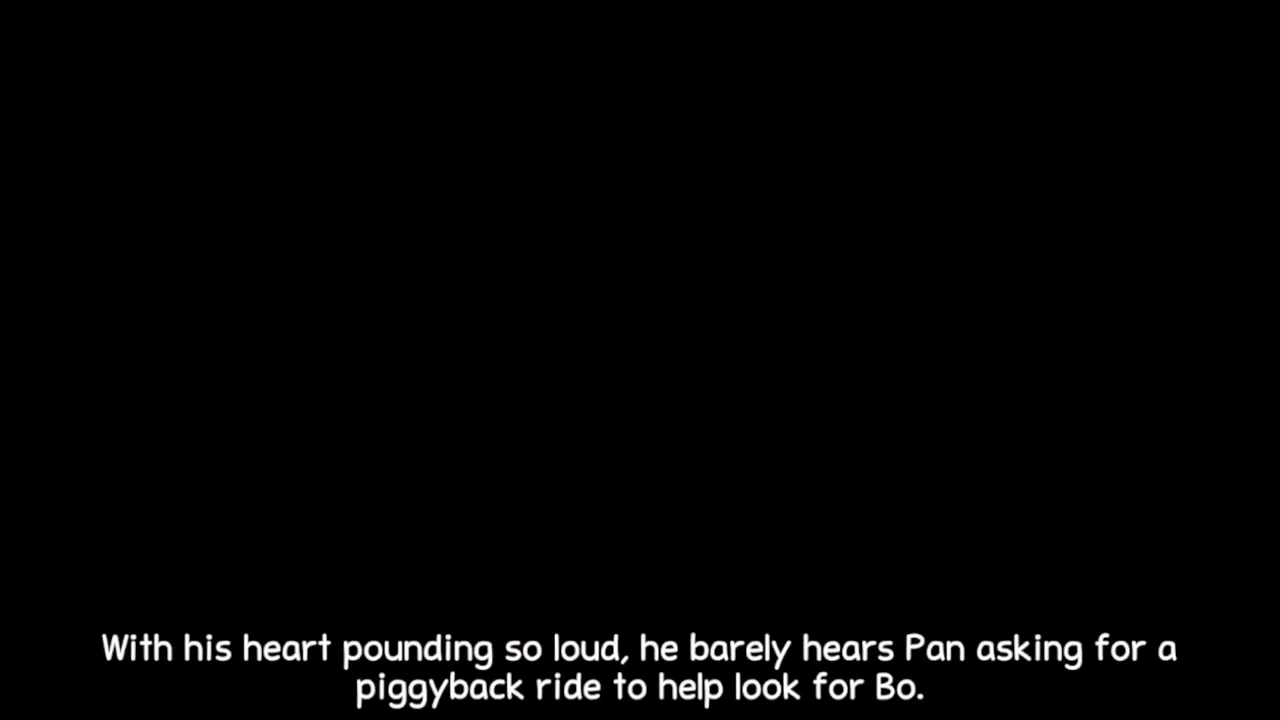 With his heart pounding so loud, he barely hears Pan asking for a
piggyback ride to help look for Bo.